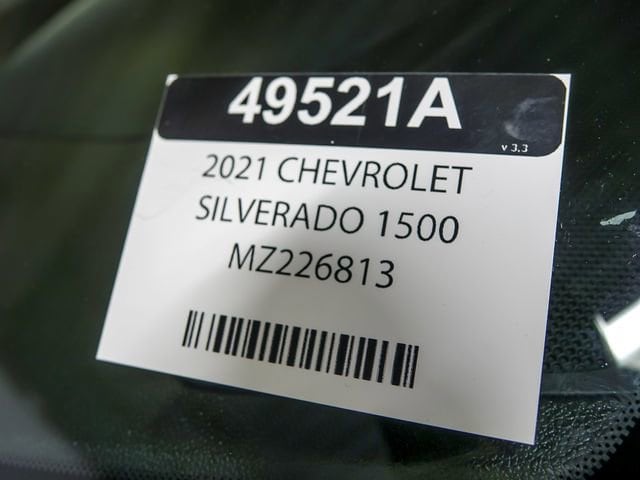 49521A
v 3.3
2021 CHEVROLET
SILVERADO 1500
MZ226813